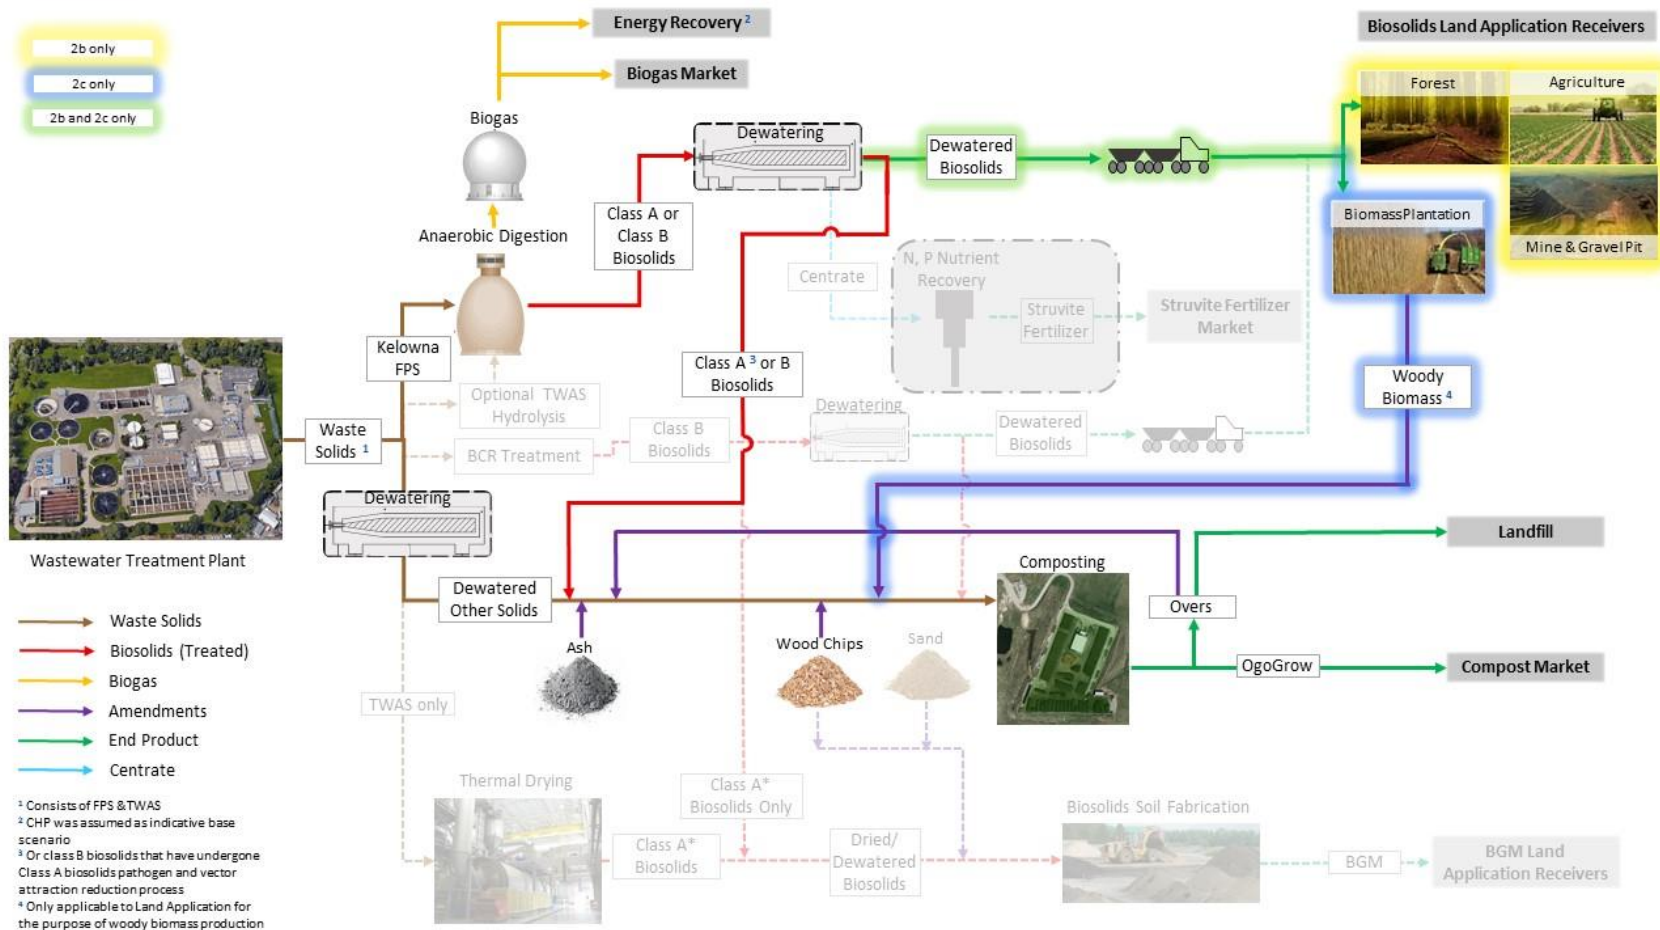 2b only
2c only
2b and 2c only
Energy Recovery 2
Biogas Market
Biogas
Anaerobic Digestion
Dewatering
Class A or
Class B
Biosolids
Dewatered
Biosolids
Biosolids Land Application Receivers
Forest
Agriculture
BiomassPlantation
Mine & Gravel Pit
Centrate
N, P Nutrient
Recovery
Struvite
Fertilizer
Struvite Fertilizer
Market
Kelowna
FPS
Class A 3 or B
Biosolids
Woody
Biomass 4
Optional TWAS
Hydrolysis
Waste
Solids 1
BCR Treatment
Class B
Biosolids
Dewatering
Dewatered
Biosolids
Dewatering
Wastewater Treatment Plant
Dewatered
Other Solids
Composting
Landfill
Overs
Ash
Wood Chips
Sand
OgoGrow
Compost Market
Waste Solids
Biosolids (Treated)
Biogas
Amendments
End Product
Centrate
TWAS only
Thermal Drying
Class A*
Biosolids Only
Class A*
Biosolids
Dried/
Dewatered
Biosolids
Biosolids Soil Fabrication
BGM
BGM Land
Application Receivers
1 Consists of FPS & TWAS
2 CHP was assumed as indicative base
scenario
3 Or class B biosolids that have undergone
Class A biosolids pathogen and vector
attraction reduction process
4 Only applicable to Land Application for
the purpose of woody biomass production